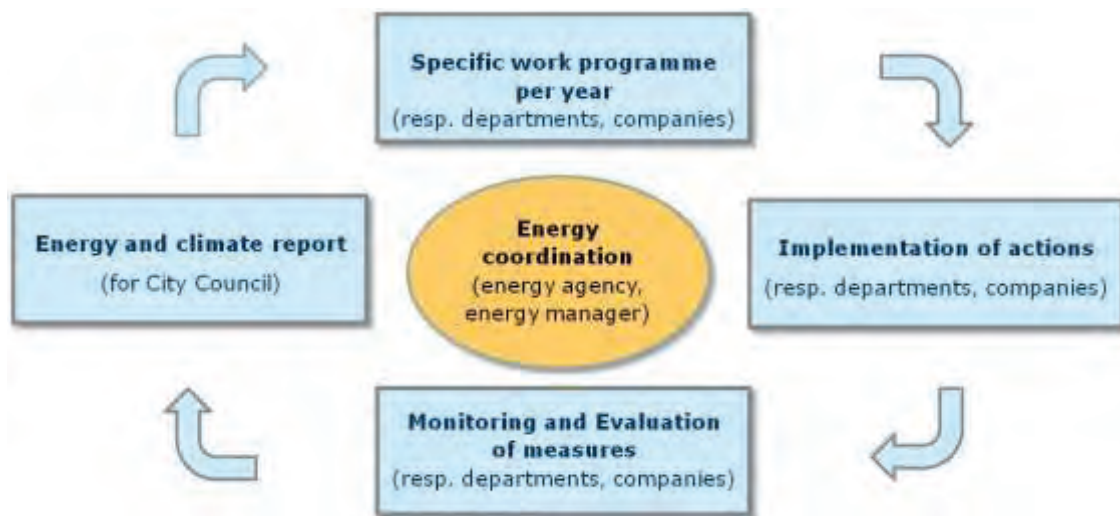 Specific work programme
per year
(resp. departments, companies)
Energy and climate report
(for City Council)
Energy
coordination
(energy agency,
energy manager)
Implementation of actions
(resp. departments, companies)
Monitoring and Evaluation
of measures
(resp. departments, companies)